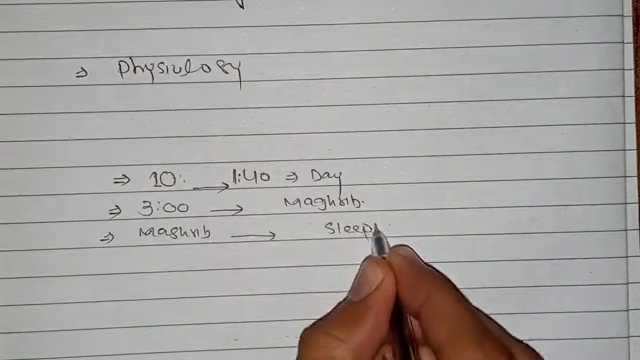 ⇒ Physiology
⇒ 10: → 1:40 ⇒ Day
⇒ 3:00 → Maghrib.
⇒ Maghrib → Sleep